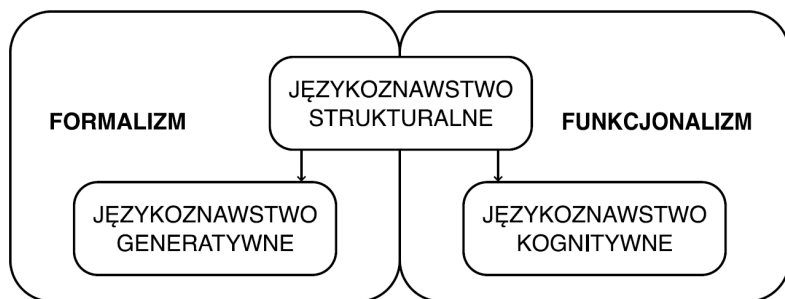 JĘZYKOZNAWSTWO
STRUKTURALNE
FORMALIZM
FUNKCJONALIZM
JĘZYKOZNAWSTWO
GENERATYWNE
JĘZYKOZNAWSTWO
KOGNITYWNE